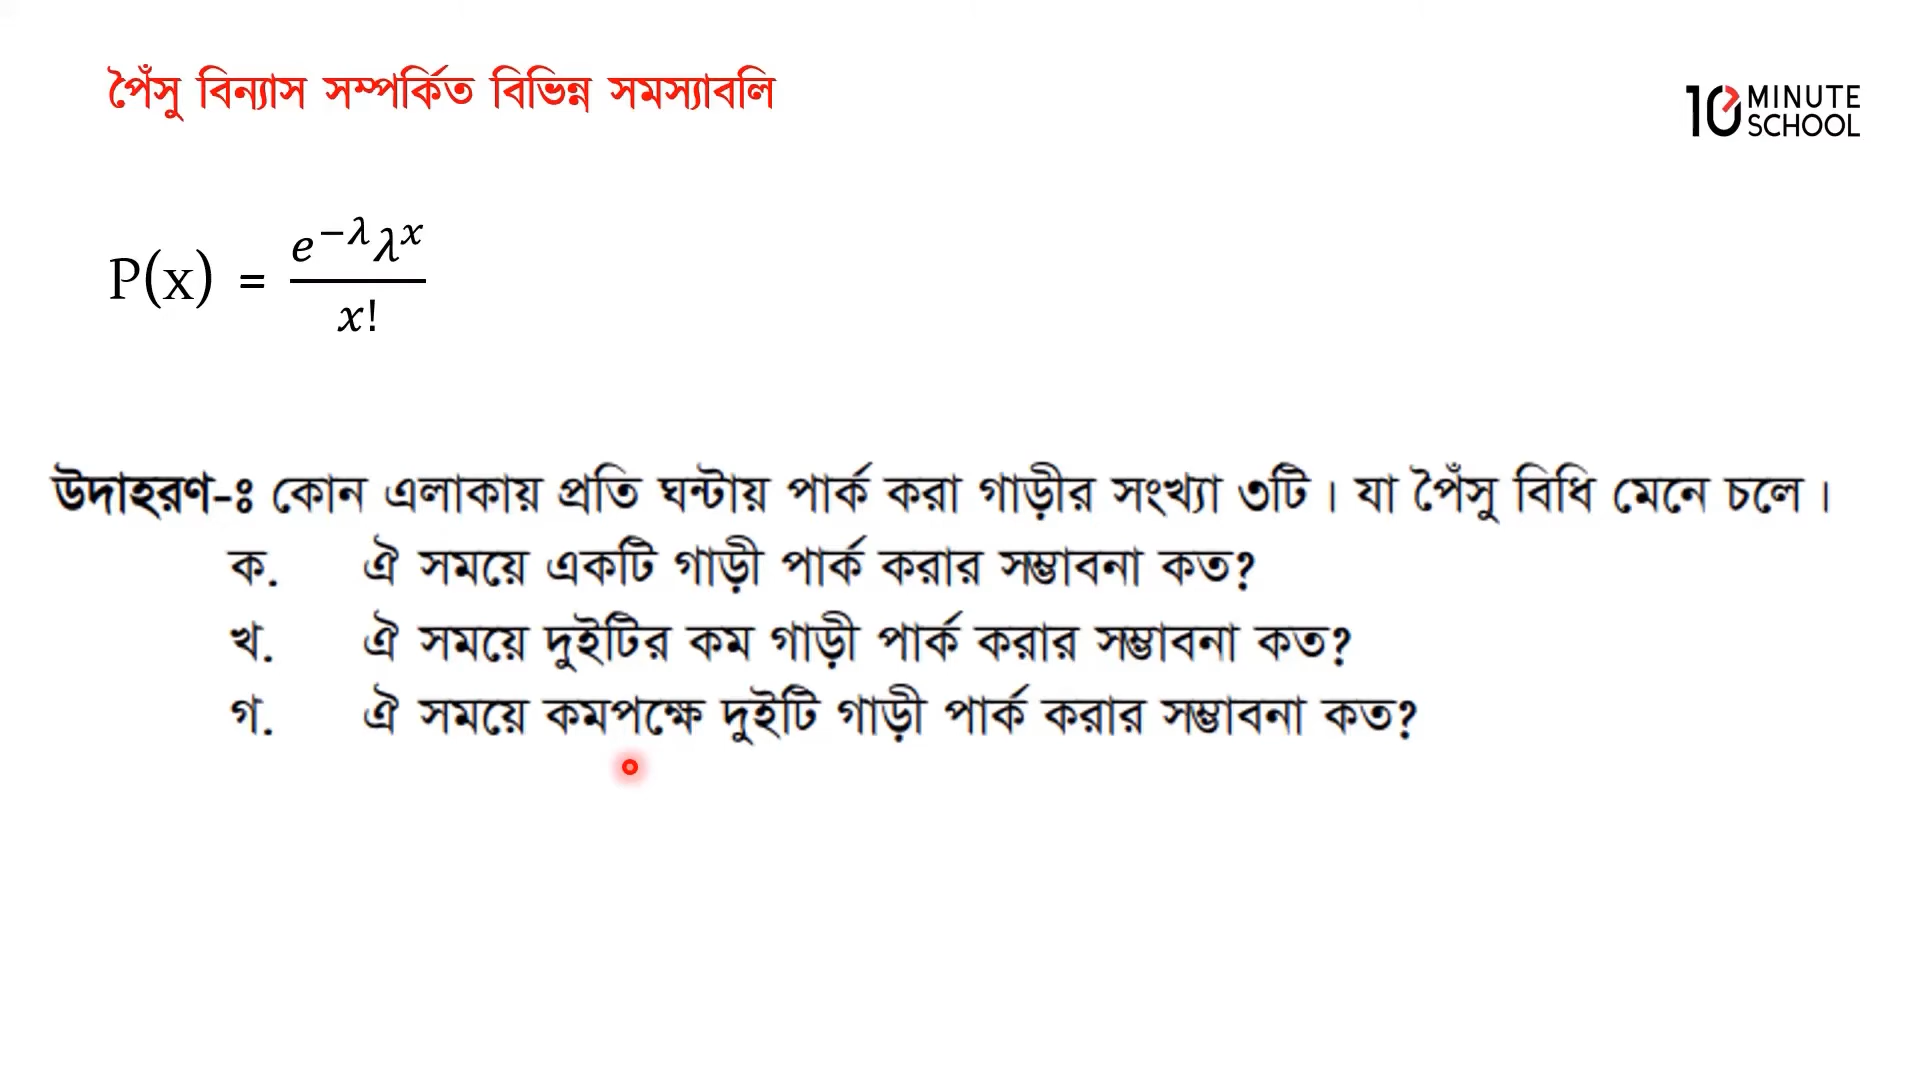 পৈঁসু বিন্যাস সম্পর্কিত বিভিন্ন সমস্যাবলি
10 MINUTE SCHOOL
P(x) = \frac{e^{-λ}λ^{x}}{x!}
উদাহরণ-ঃ কোন এলাকায় প্রতি ঘন্টায় পার্ক করা গাড়ীর সংখ্যা ৩টি। যা পৈঁসু বিধি মেনে চলে।
ক. ঐ সময়ে একটি গাড়ী পার্ক করার সম্ভাবনা কত?
খ. ঐ সময়ে দুইটির কম গাড়ী পার্ক করার সম্ভাবনা কত?
গ. ঐ সময়ে কমপক্ষে দুইটি গাড়ী পার্ক করার সম্ভাবনা কত?